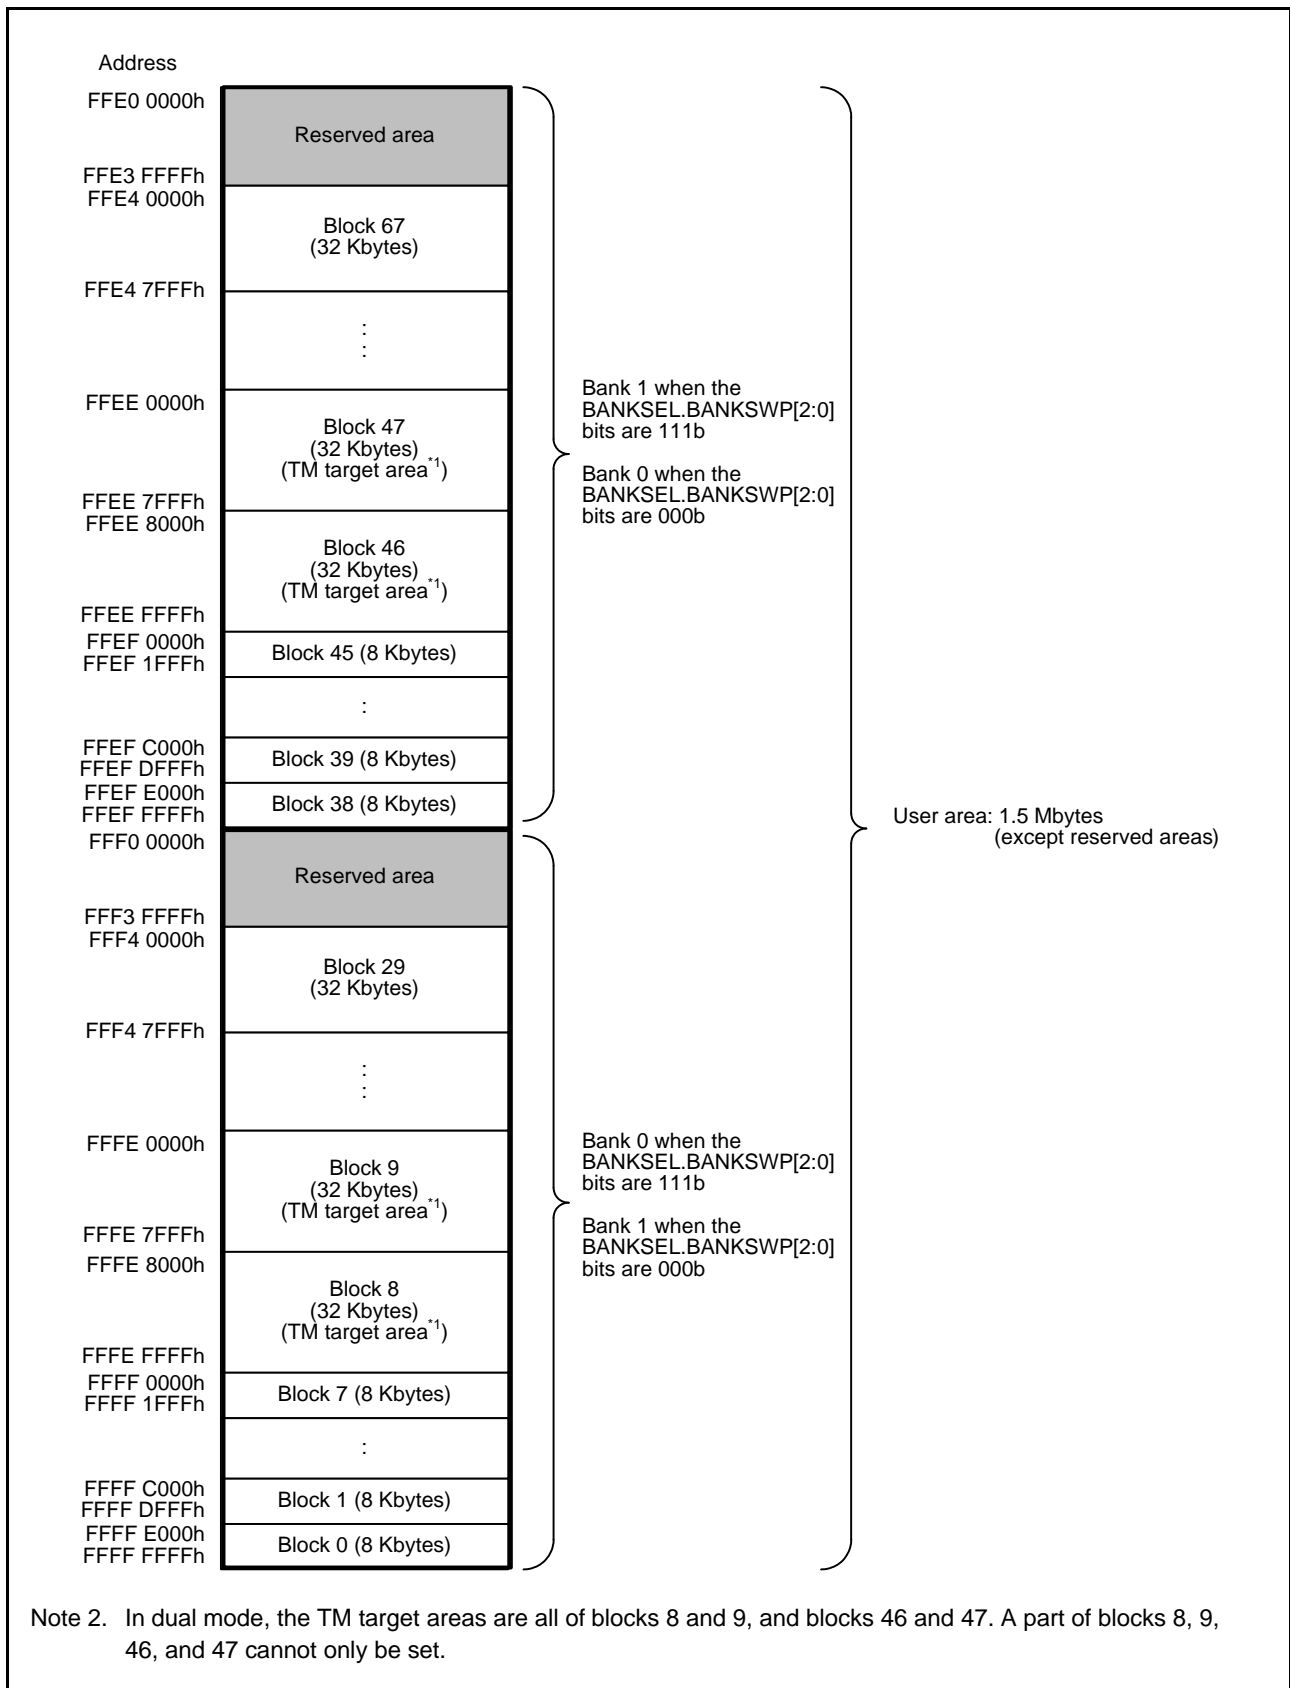 Address
FFE0 0000h
Reserved area
FFE3 FFFFh
FFE4 0000h
Block 67
(32 Kbytes)
FFE4 7FFFh
:
:
FFEE 0000h
Block 47
(32 Kbytes)
(TM target area*1)
FFEE 7FFFh
FFEE 8000h
Block 46
(32 Kbytes)
(TM target area*1)
FFEE FFFFh
FFEF 0000h
FFEF 1FFFh
Block 45 (8 Kbytes)
:
FFEF C000h
FFEF DFFFh
Block 39 (8 Kbytes)
FFEF E000h
FFEF FFFFh
Block 38 (8 Kbytes)
Bank 1 when the
BANKSEL.BANKSWP[2:0]
bits are 111b
Bank 0 when the
BANKSEL.BANKSWP[2:0]
bits are 000b
FFF0 0000h
Reserved area
FFF3 FFFFh
FFF4 0000h
Block 29
(32 Kbytes)
FFF4 7FFFh
:
:
FFFE 0000h
Block 9
(32 Kbytes)
(TM target area*1)
FFFE 7FFFh
FFFE 8000h
Block 8
(32 Kbytes)
(TM target area*1)
FFFE FFFFh
FFFF 0000h
FFFF 1FFFh
Block 7 (8 Kbytes)
:
FFFF C000h
FFFF DFFFh
Block 1 (8 Kbytes)
FFFF E000h
FFFF FFFFh
Block 0 (8 Kbytes)
Bank 0 when the
BANKSEL.BANKSWP[2:0]
bits are 111b
Bank 1 when the
BANKSEL.BANKSWP[2:0]
bits are 000b
User area: 1.5 Mbytes
(except reserved areas)
Note 2. In dual mode, the TM target areas are all of blocks 8 and 9, and blocks 46 and 47. A part of blocks 8, 9,
46, and 47 cannot only be set.